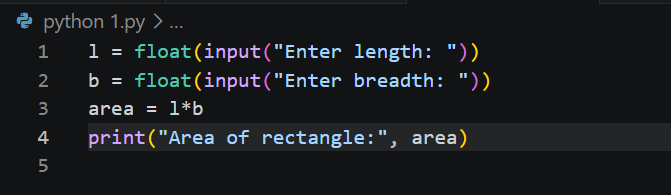 python 1.py > ...
1 l = float(input("Enter length: "))
2 b = float(input("Enter breadth: "))
3 area = l*b
4 print("Area of rectangle:", area)
5